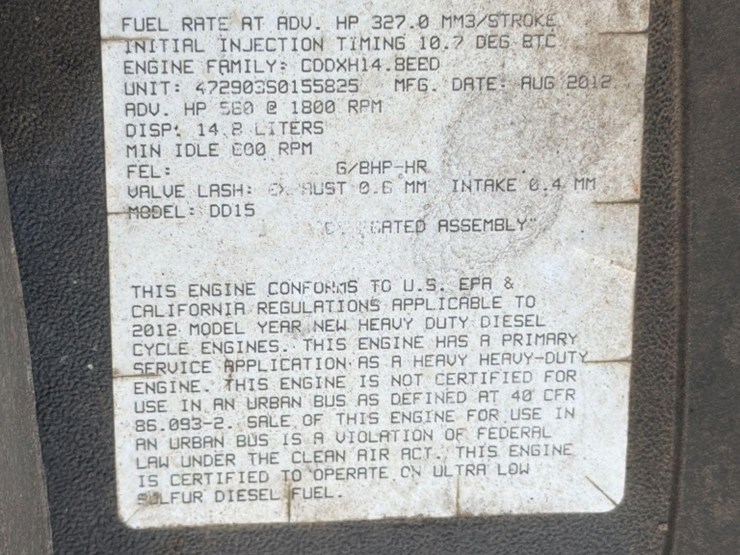 FUEL RATE AT ADV. HP 327.0 MM3/STROKE
INITIAL INJECTION TIMING 10.7 DEG BTC
ENGINE FAMILY: CDDXH14.8EED
UNIT: 472903S0155825 MFG. DATE: AUG 2012
ADV. HP 560 @ 1800 RPM
DISP: 14.8 LITERS
MIN IDLE 600 RPM
FEL: G/BHP-HR
VALVE LASH: AUST 0.6 MM INTAKE 0.4 MM
MODEL: DD15
ASSEMBLY"
THIS ENGINE CONFORMS TO U.S. EPA &
CALIFORNIA REGULATIONS APPLICABLE TO
2012 MODEL YEAR NEW HEAVY DUTY DIESEL
CYCLE ENGINES. THIS ENGINE HAS A PRIMARY
SERVICE APPLICATION AS A HEAVY HEAVY-DUTY
ENGINE. THIS ENGINE IS NOT CERTIFIED FOR
USE IN AN URBAN BUS AS DEFINED AT 40 CFR
86.093-2. SALE OF THIS ENGINE FOR USE IN
AN URBAN BUS IS A VIOLATION OF FEDERAL
LAW UNDER THE CLEAN AIR ACT. THIS ENGINE
IS CERTIFIED TO OPERATE ON ULTRA LOW
SULFUR DIESEL FUEL.